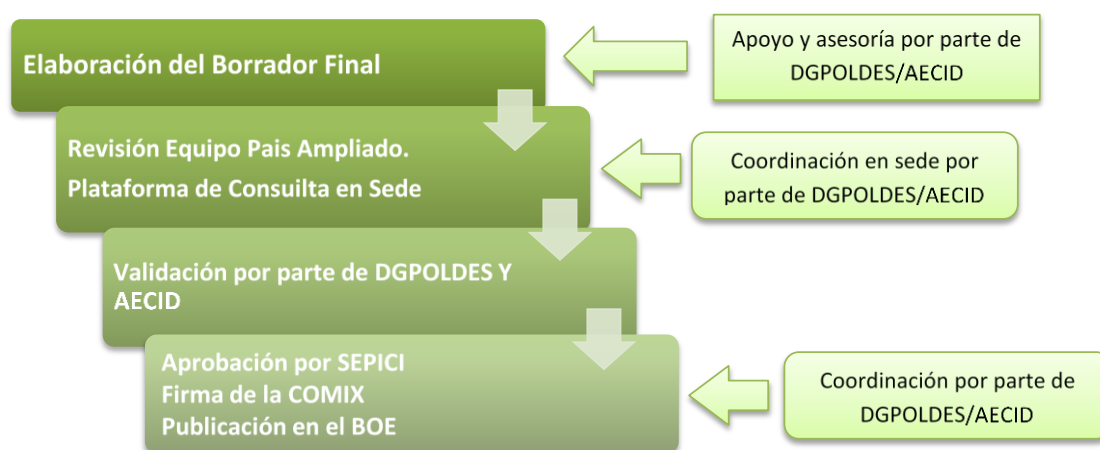 Elaboración del Borrador Final
Apoyo y asesoría por parte de
DGPOLDES/AECID
Revisión Equipo Pais Ampliado.
Plataforma de Consuilta en Sede
Coordinación en sede por
parte de DGPOLDES/AECID
Validación por parte de DGPOLDES Y
AECID
Aprobación por SEPICI
Firma de la COMIX
Publicación en el BOE
Coordinación por parte de
DGPOLDES/AECID